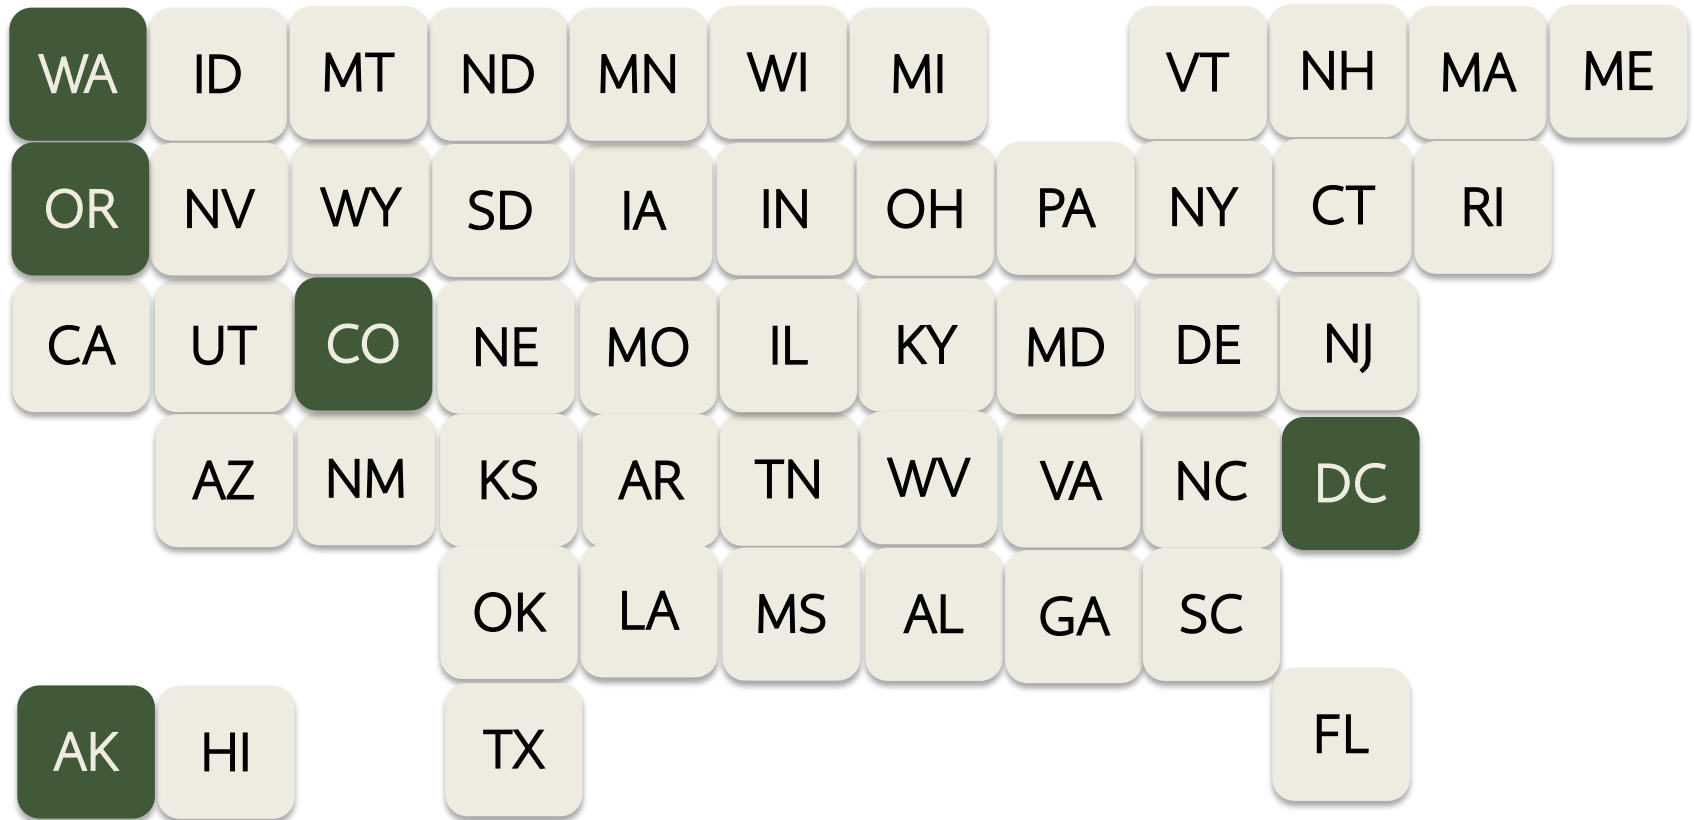 WA ID MT ND MN WI MI VT NH MA ME
OR NV WY SD IA IN OH PA NY CT RI
CA UT CO NE MO IL KY MD DE NJ
AZ NM KS AR TN WV VA NC DC
OK LA MS AL GA SC
AK HI TX FL